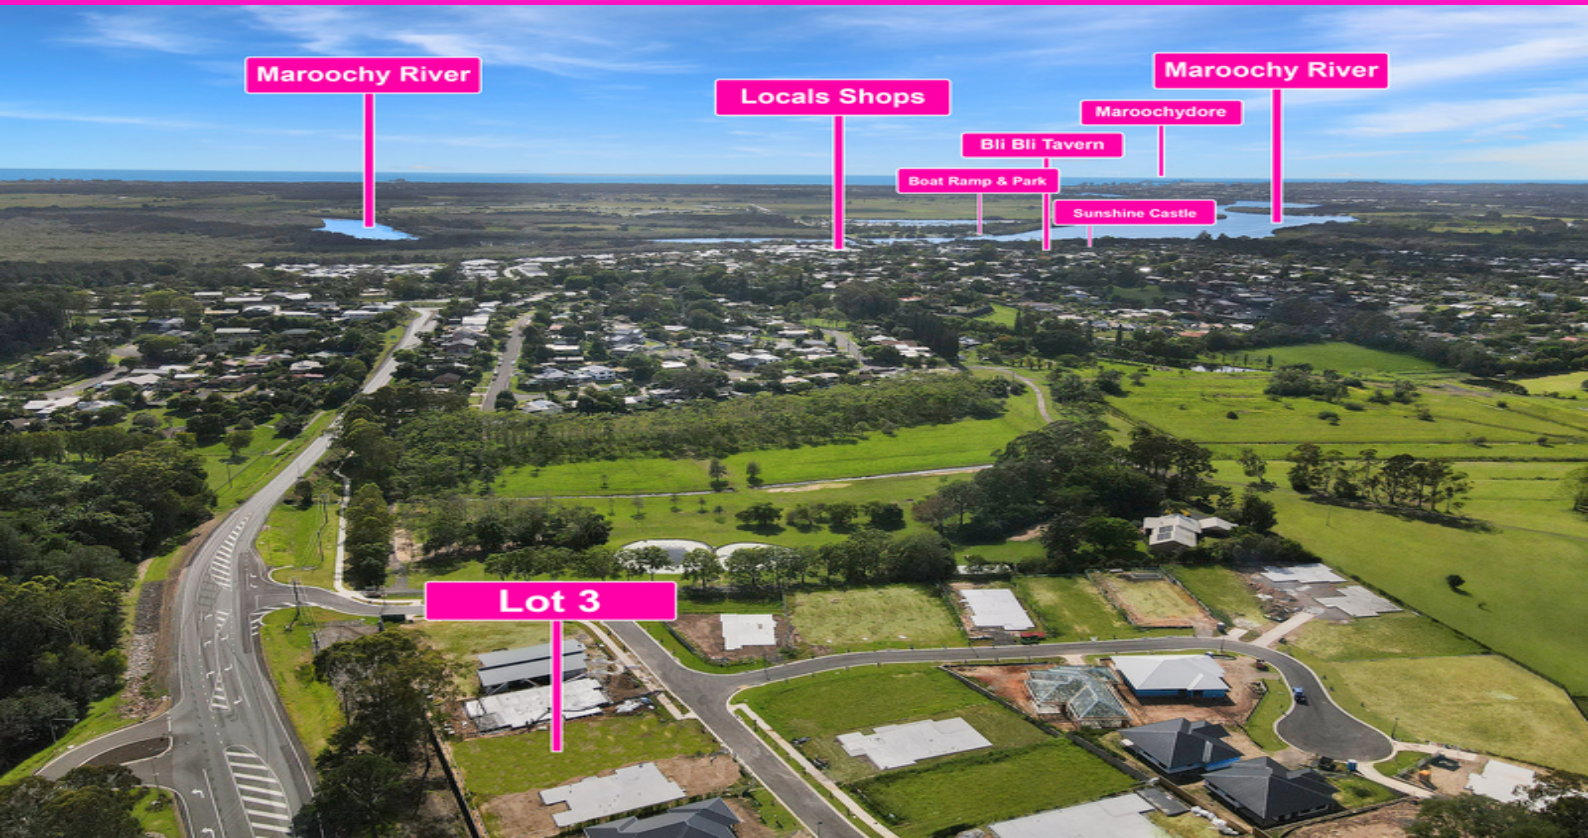 Maroochy River
Locals Shops
Maroochy River
Maroochydore
Bli Bli Tavern
Boat Ramp & Park
Sunshine Castle
Lot 3